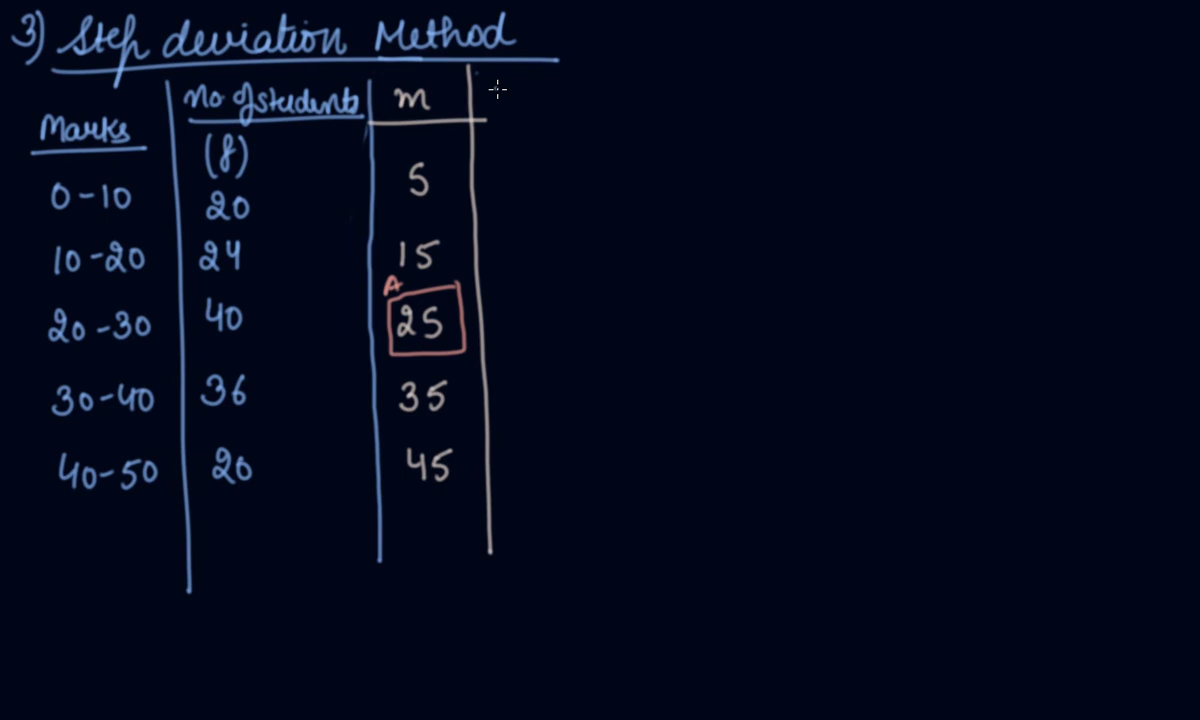 3) Step deviation Method
Marks No of students m
(f)
0-10 20 5
10-20 24 15
A
20-30 40 25
30-40 36 35
40-50 20 45